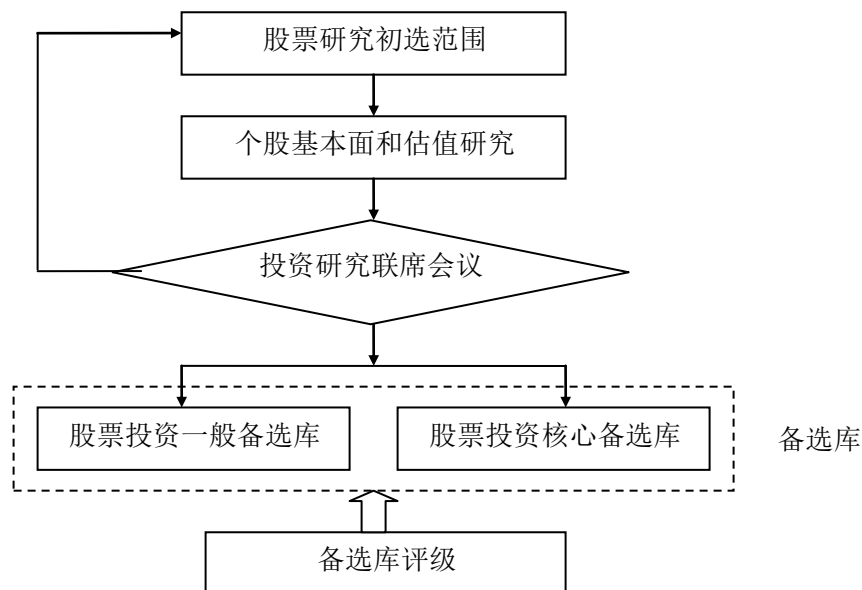 股票研究初选范围
个股基本面和估值研究
投资研究联席会议
股票投资一般备选库
股票投资核心备选库
备选库
备选库评级